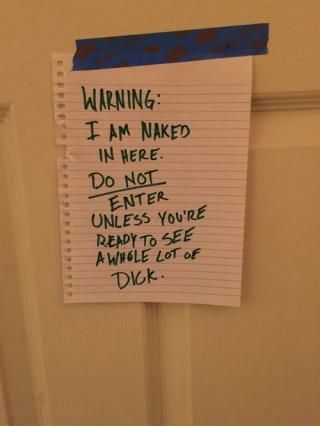 WARNING:
I AM NAKED
IN HERE.
DO NOT
ENTER
UNLESS YOU'RE
READY TO SEE
A WHOLE LOT OF
DICK.